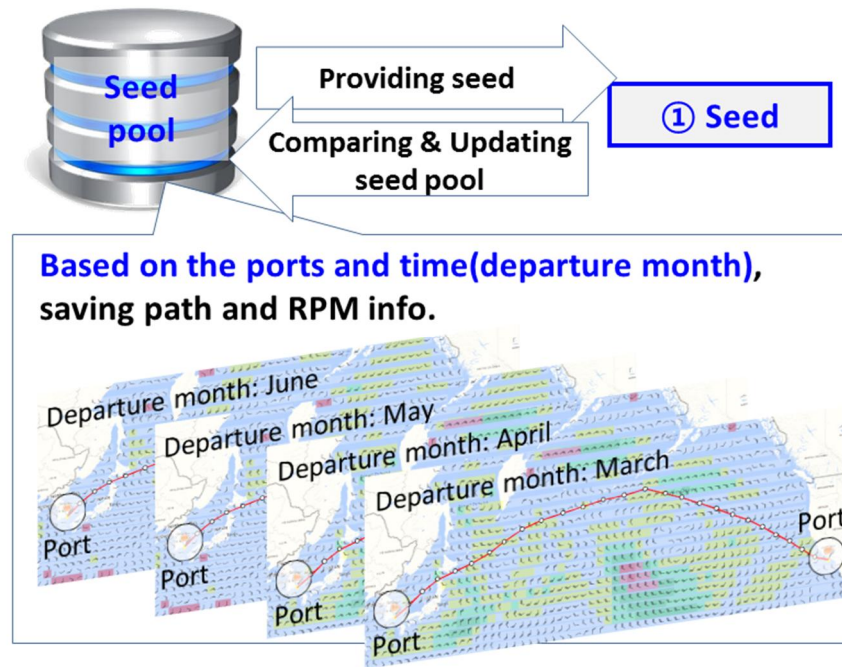 Seed
pool
Providing seed
Comparing & Updating
seed pool
① Seed
Based on the ports and time(departure month),
saving path and RPM info.
Departure month: June
Departure month: May
Departure month: April
Departure month: March
Port
Port
Port
Port
Port